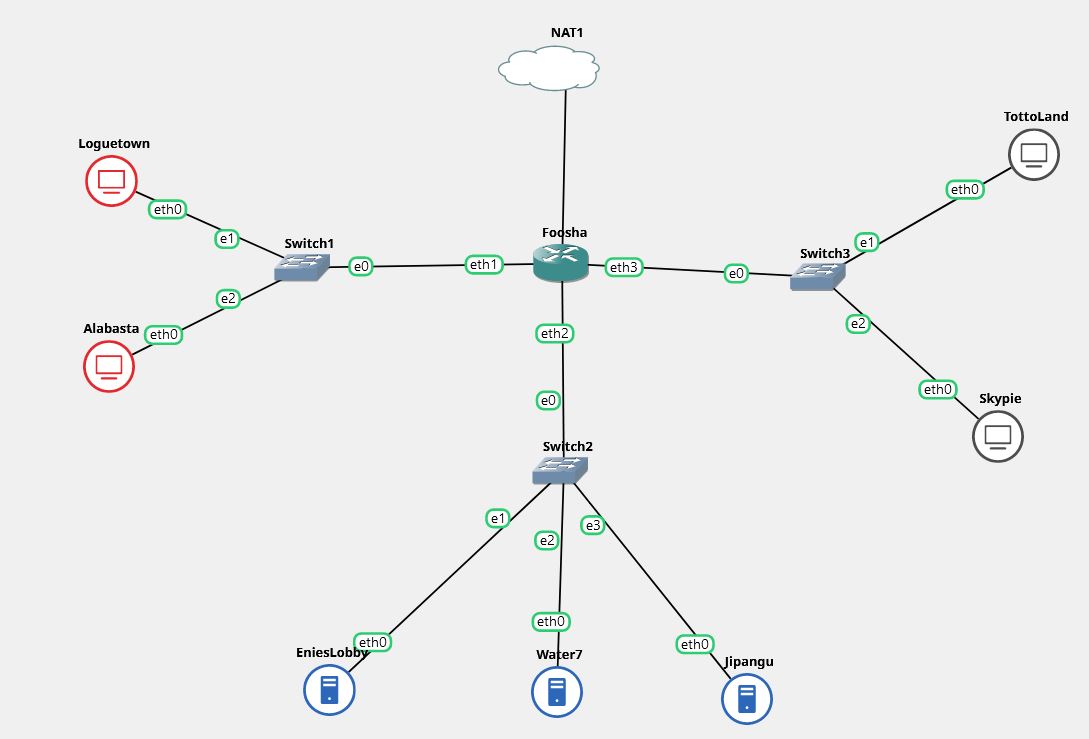 NAT1
TottoLand
Loguetown
eth0
eth0
e1
Foosha
Switch1
e1
Switch3
e0
eth1
eth3
e0
e2
e2
Alabasta
eth0
eth2
eth0
Skypie
e0
Switch2
e1
e3
e2
eth0
eth0
eth0
EniesLobby
Water7
Jipangu